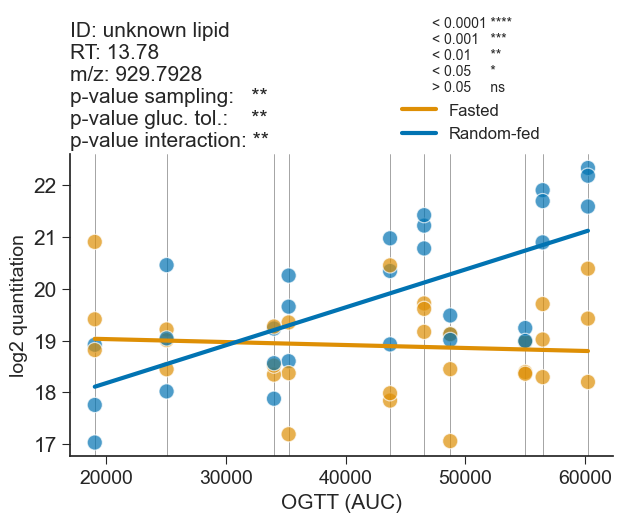 ID: unknown lipid
RT: 13.78
m/z: 929.7928
p-value sampling: **
p-value gluc. tol.: **
p-value interaction: **
< 0.0001 ****
< 0.001 ***
< 0.01 **
< 0.05 *
> 0.05 ns
Fasted
Random-fed
log2 quantitation
22
21
20
19
18
17
20000 30000 40000 50000 60000
OGTT (AUC)